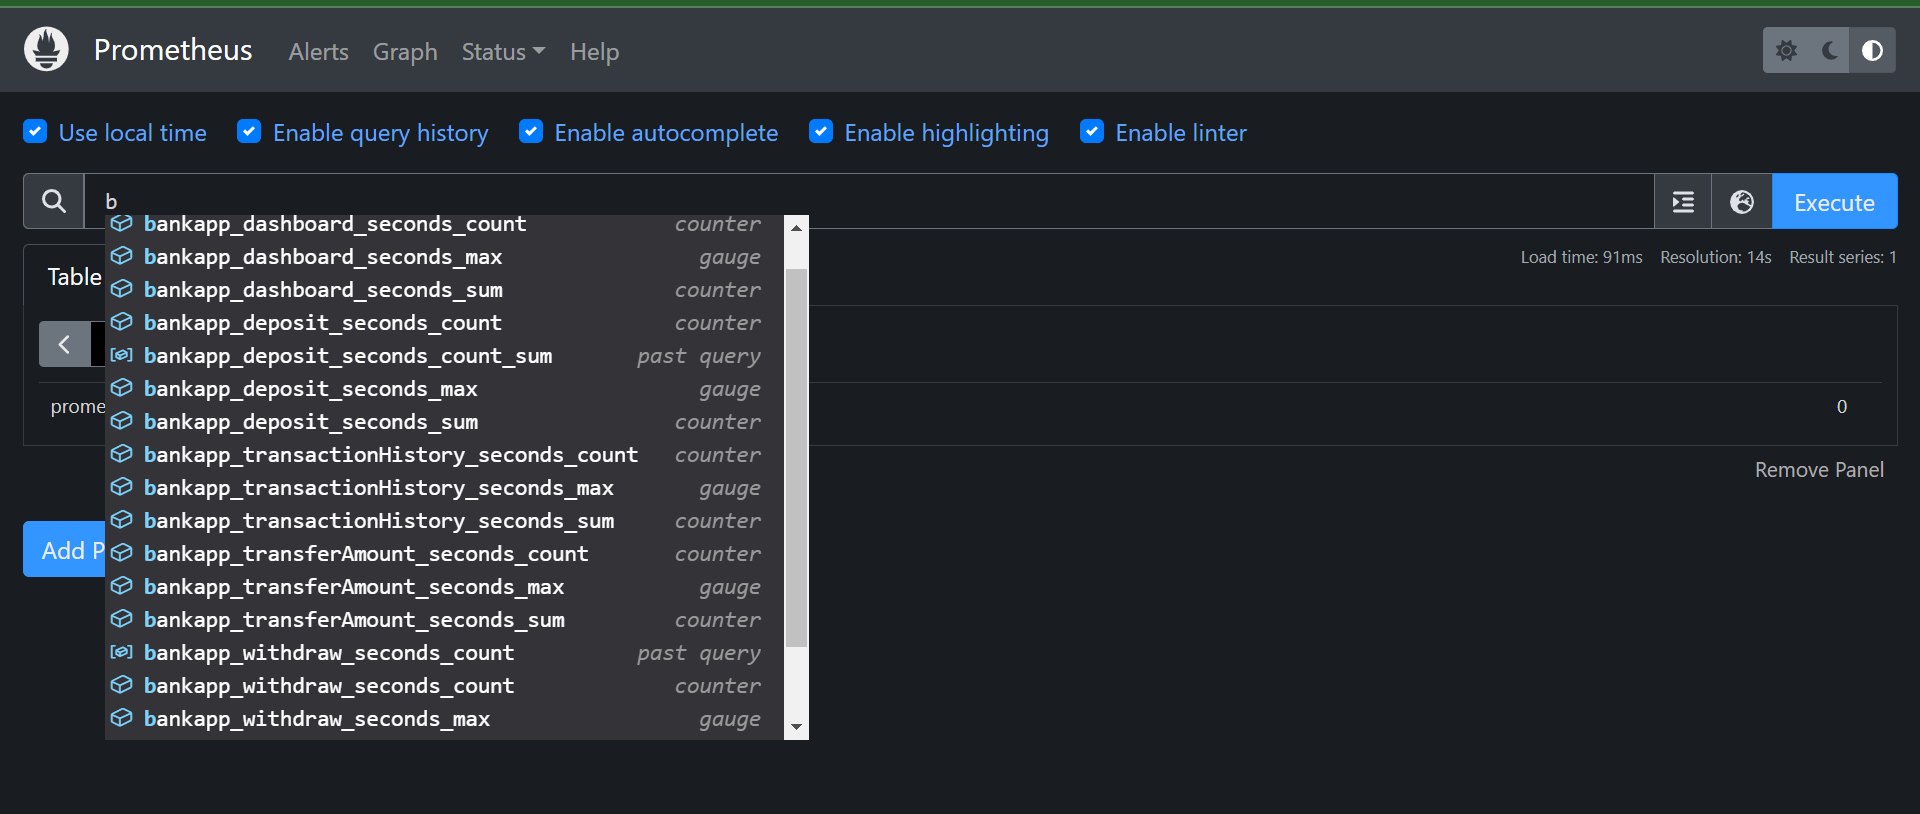 Prometheus Alerts Graph Status Help
Use local time Enable query history Enable autocomplete Enable highlighting Enable linter
b Execute
Load time: 91ms Resolution: 14s Result series: 1
Table
bankapp_dashboard_seconds_count counter
bankapp_dashboard_seconds_max gauge
bankapp_dashboard_seconds_sum counter
bankapp_deposit_seconds_count counter
bankapp_deposit_seconds_count_sum past query
bankapp_deposit_seconds_max gauge
bankapp_deposit_seconds_sum counter
bankapp_transactionHistory_seconds_count counter
bankapp_transactionHistory_seconds_max gauge
bankapp_transactionHistory_seconds_sum counter
bankapp_transferAmount_seconds_count counter
bankapp_transferAmount_seconds_max gauge
bankapp_transferAmount_seconds_sum counter
bankapp_withdraw_seconds_count past query
bankapp_withdraw_seconds_count counter
bankapp_withdraw_seconds_max gauge
prome 0
Remove Panel
Add P